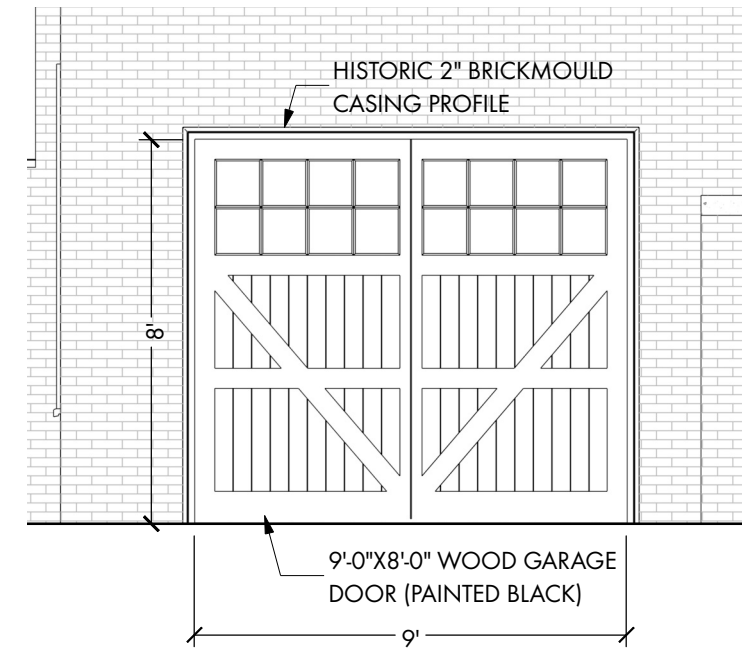 HISTORIC 2" BRICKMOULD
CASING PROFILE
8'
9'-0"X8'-0" WOOD GARAGE
DOOR (PAINTED BLACK)
9'